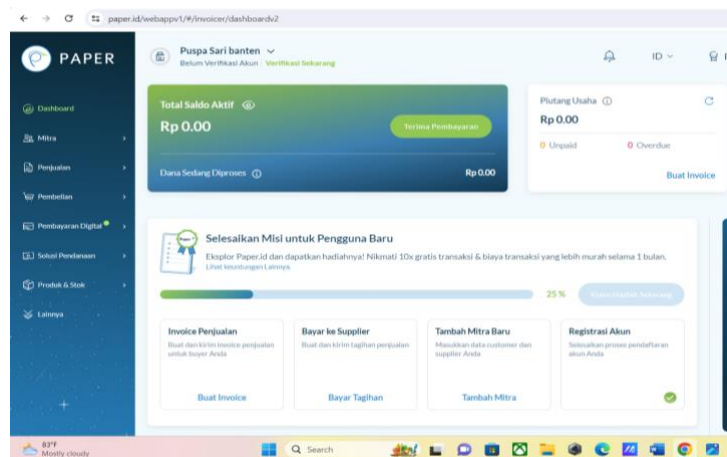 paper.id/webappv1/#/invoicer/dashboardv2
PAPER
Puspa Sari banten
Belum Verifikasi Akun Verifikasi Sekarang
ID
Dashboard
Mitra
Penjualan
Pembelian
Pembayaran Digital
Solusi Pendanaan
Produk & Stok
Lainnya
Total Saldo Aktif
Rp 0.00
Terima Pembayaran
Dana Sedang Diproses
Rp 0.00
Piutang Usaha
Rp 0.00
0 Unpaid 0 Overdue
Buat Invoice
Selesaikan Misi untuk Pengguna Baru
Eksplor Paper.id dan dapatkan hadiahnya! Nikmati 10x gratis transaksi & biaya transaksi yang lebih murah selama 1 bulan.
Lihat keuntungan Lainnya
25 %
Klaim Hadiah Sekarang
Invoice Penjualan
Buat dan kirim invoice penjualan
untuk buyer Anda
Buat Invoice
Bayar ke Supplier
Buat dan kirim tagihan penjualan
Bayar Tagihan
Tambah Mitra Baru
Masukkan data customer dan
supplier Anda
Tambah Mitra
Registrasi Akun
Selesaikan proses pendaftaran
akun Anda
83°F
Mostly cloudy
Search